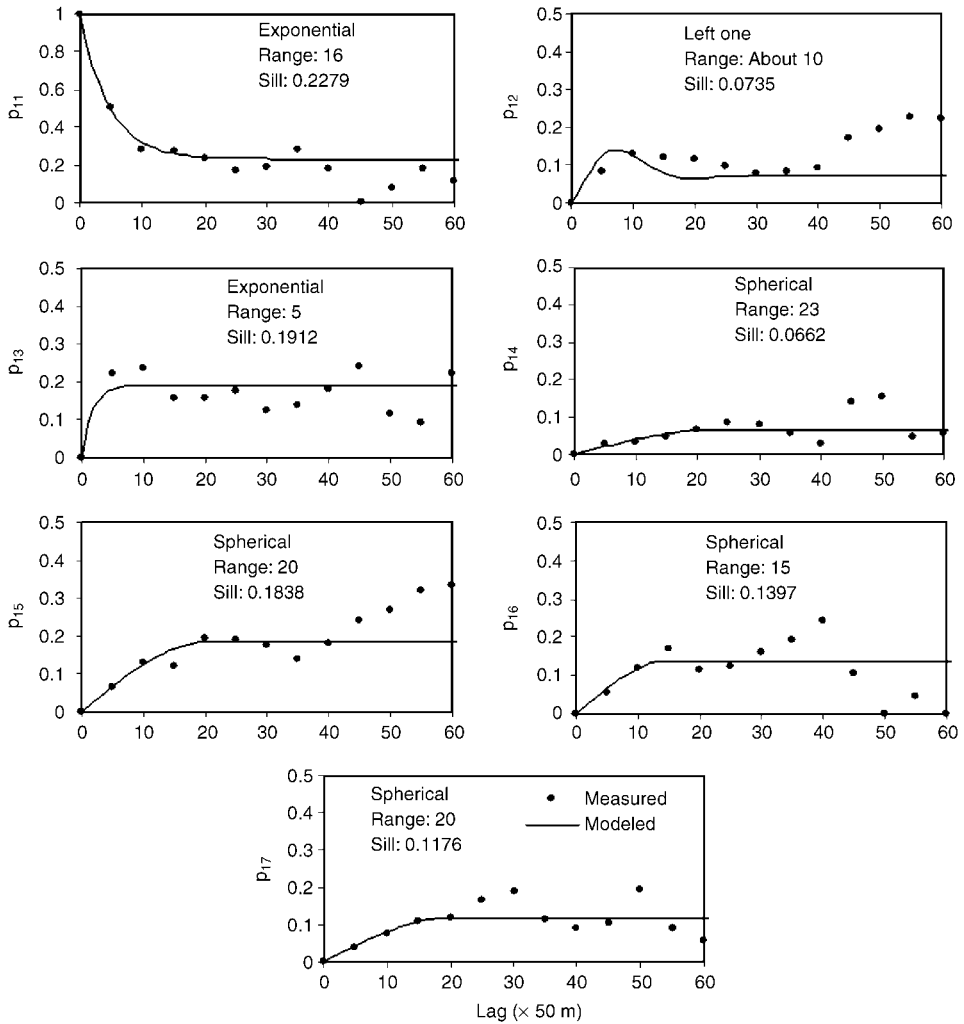 1
0.8
0.6
0.4
0.2
0
p11
Exponential
Range: 16
Sill: 0.2279
0 10 20 30 40 50 60
0.5
0.4
0.3
0.2
0.1
0
p12
Left one
Range: About 10
Sill: 0.0735
0 10 20 30 40 50 60
0.5
0.4
0.3
0.2
0.1
0
p13
Exponential
Range: 5
Sill: 0.1912
0 10 20 30 40 50 60
0.5
0.4
0.3
0.2
0.1
0
p14
Spherical
Range: 23
Sill: 0.0662
0 10 20 30 40 50 60
0.5
0.4
0.3
0.2
0.1
0
p15
Spherical
Range: 20
Sill: 0.1838
0 10 20 30 40 50 60
0.5
0.4
0.3
0.2
0.1
0
p16
Spherical
Range: 15
Sill: 0.1397
0 10 20 30 40 50 60
0.5
0.4
0.3
0.2
0.1
0
p17
Spherical
Range: 20
Sill: 0.1176
Measured
Modeled
0 10 20 30 40 50 60
Lag (× 50 m)